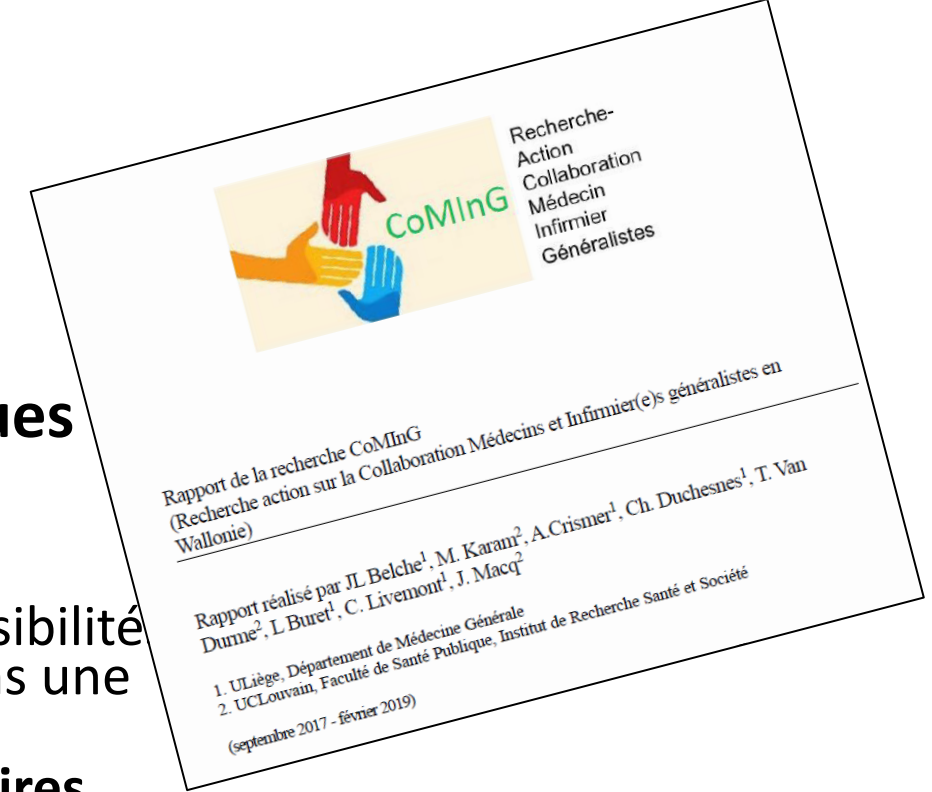 CoMInG
Recherche-
Action
Collaboration
Médecin
Infirmier
Généralistes
Rapport de la recherche CoMInG
(Recherche action sur la Collaboration Médecins et Infirmier(e)s généralistes en
Wallonie)
Rapport réalisé par JL Belche¹, M. Karam², A.Crismer¹, Ch. Duchesnes¹, T. Van
Durme², L Buret¹, C. Livemont¹, J. Macq²
1. ULiège, Département de Médecine Générale
2. UCLouvain, Faculté de Santé Publique, Institut de Recherche Santé et Société
(septembre 2017 - février 2019)
une